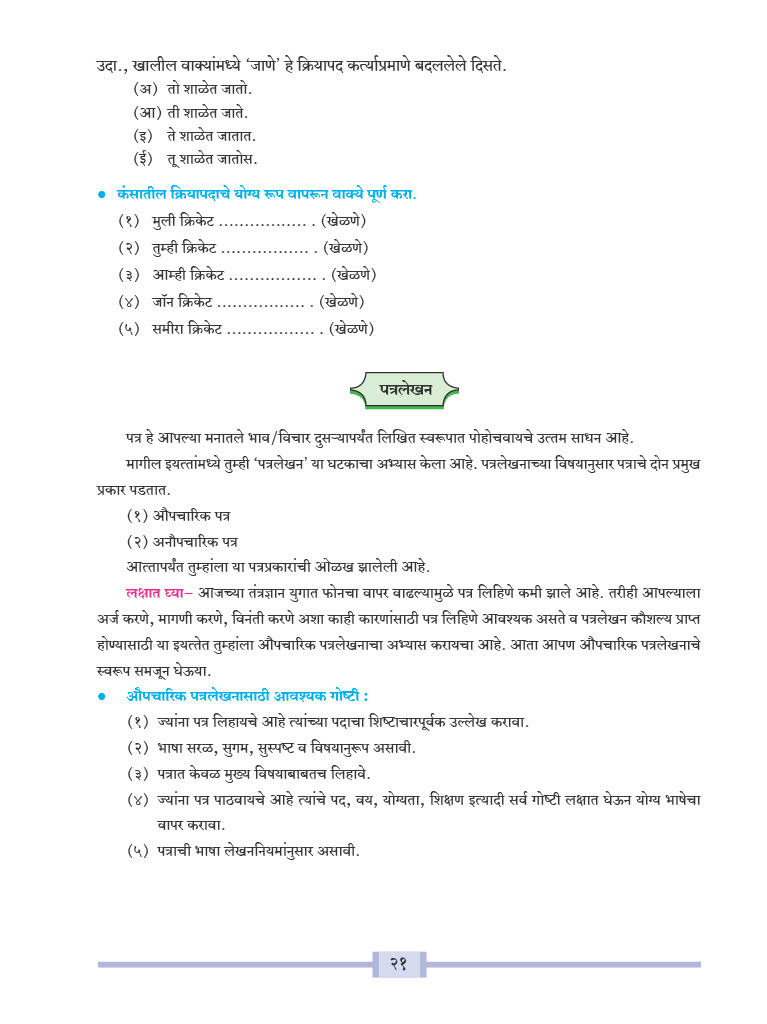 उदा., खालील वाक्यांमध्ये ‘जाणे’ हे क्रियापद कर्त्याप्रमाणे बदललेले दिसते.
(अ) तो शाळेत जातो.
(आ) ती शाळेत जाते.
(इ) ते शाळेत जातात.
(ई) तू शाळेत जातोस.
• कंसातील क्रियापदाचे योग्य रूप वापरून वाक्ये पूर्ण करा.
(१) मुली क्रिकेट ................. . (खेळणे)
(२) तुम्ही क्रिकेट ................. . (खेळणे)
(३) आम्ही क्रिकेट ................. . (खेळणे)
(४) जॉन क्रिकेट ................. . (खेळणे)
(५) समीरा क्रिकेट ................. . (खेळणे)
पत्रलेखन
पत्र हे आपल्या मनातले भाव/विचार दुसऱ्यापर्यंत लिखित स्वरूपात पोहोचवायचे उत्तम साधन आहे.
मागील इयत्तांमध्ये तुम्ही ‘पत्रलेखन’ या घटकाचा अभ्यास केला आहे. पत्रलेखनाच्या विषयानुसार पत्राचे दोन प्रमुख
प्रकार पडतात.
(१) औपचारिक पत्र
(२) अनौपचारिक पत्र
आत्तापर्यंत तुम्हांला या पत्रप्रकारांची ओळख झालेली आहे.
लक्षात घ्या– आजच्या तंत्रज्ञान युगात फोनचा वापर वाढल्यामुळे पत्र लिहिणे कमी झाले आहे. तरीही आपल्याला
अर्ज करणे, मागणी करणे, विनंती करणे अशा काही कारणांसाठी पत्र लिहिणे आवश्यक असते व पत्रलेखन कौशल्य प्राप्त
होण्यासाठी या इयत्तेत तुम्हांला औपचारिक पत्रलेखनाचा अभ्यास करायचा आहे. आता आपण औपचारिक पत्रलेखनाचे
स्वरूप समजून घेऊया.
• औपचारिक पत्रलेखनासाठी आवश्यक गोष्टी :
(१) ज्यांना पत्र लिहायचे आहे त्यांच्या पदाचा शिष्टाचारपूर्वक उल्लेख करावा.
(२) भाषा सरळ, सुगम, सुस्पष्ट व विषयानुरूप असावी.
(३) पत्रात केवळ मुख्य विषयाबाबतच लिहावे.
(४) ज्यांना पत्र पाठवायचे आहे त्यांचे पद, वय, योग्यता, शिक्षण इत्यादी सर्व गोष्टी लक्षात घेऊन योग्य भाषेचा
वापर करावा.
(५) पत्राची भाषा लेखननियमांनुसार असावी.
२१